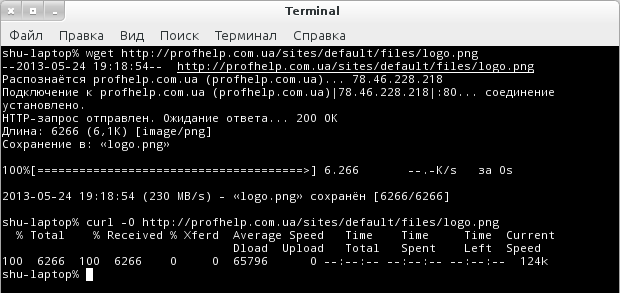 Terminal
Файл Правка Вид Поиск Терминал Справка
shu-laptop% wget http://profhelp.com.ua/sites/default/files/logo.png
--2013-05-24 19:18:54-- http://profhelp.com.ua/sites/default/files/logo.png
Распознаётся profhelp.com.ua (profhelp.com.ua)... 78.46.228.218
Подключение к profhelp.com.ua (profhelp.com.ua)|78.46.228.218|:80... соединение
установлено.
HTTP-запрос отправлен. Ожидание ответа... 200 OK
Длина: 6266 (6,1K) [image/png]
Сохранение в: «logo.png»
100%[======================================>] 6.266 --.-K/s за 0s
2013-05-24 19:18:54 (230 MB/s) - «logo.png» сохранён [6266/6266]
shu-laptop% curl -O http://profhelp.com.ua/sites/default/files/logo.png
% Total % Received % Xferd Average Speed Time Time Time Current
Dload Upload Total Spent Left Speed
100 6266 100 6266 0 0 65796 0 --:--:-- --:--:-- --:--:-- 124k
shu-laptop%